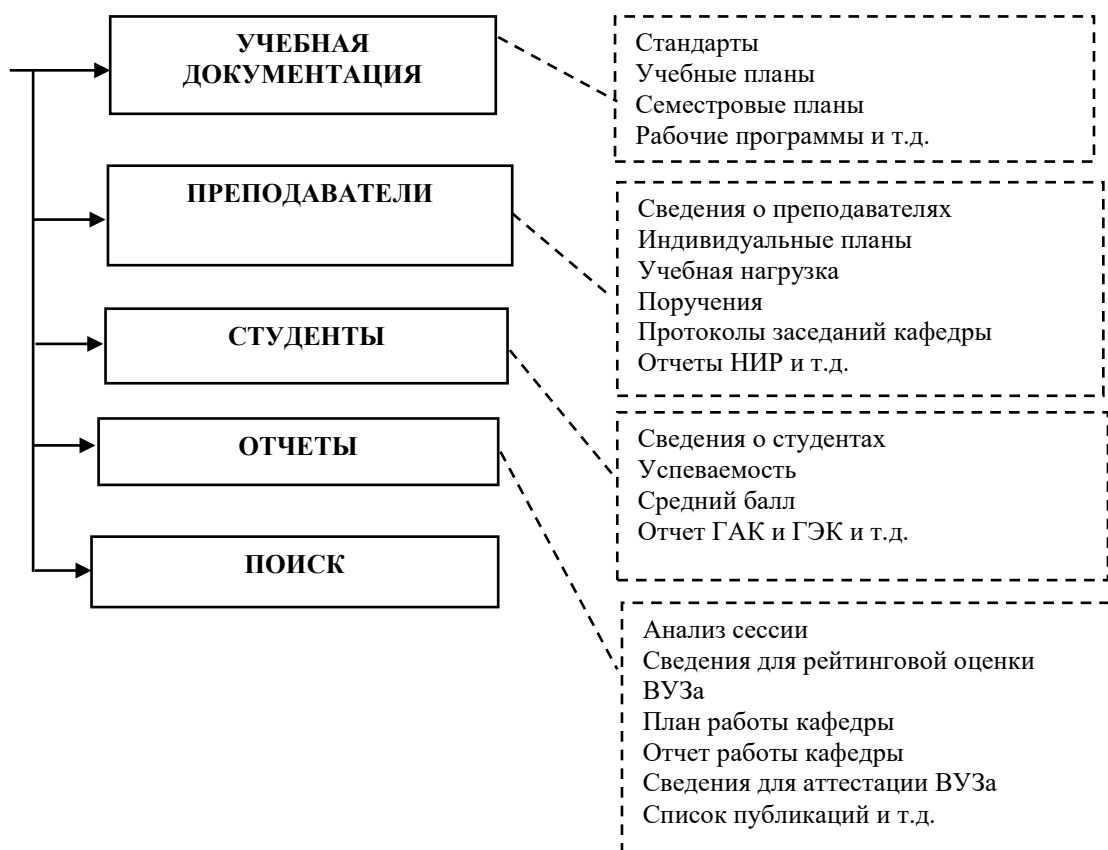 УЧЕБНАЯ
ДОКУМЕНТАЦИЯ
Стандарты
Учебные планы
Семестровые планы
Рабочие программы и т.д.
ПРЕПОДАВАТЕЛИ
Сведения о преподавателях
Индивидуальные планы
Учебная нагрузка
Поручения
Протоколы заседаний кафедры
Отчеты НИР и т.д.
СТУДЕНТЫ
Сведения о студентах
Успеваемость
Средний балл
Отчет ГАК и ГЭК и т.д.
ОТЧЕТЫ
Анализ сессии
Сведения для рейтинговой оценки
ВУЗа
План работы кафедры
Отчет работы кафедры
Сведения для аттестации ВУЗа
Список публикаций и т.д.
ПОИСК